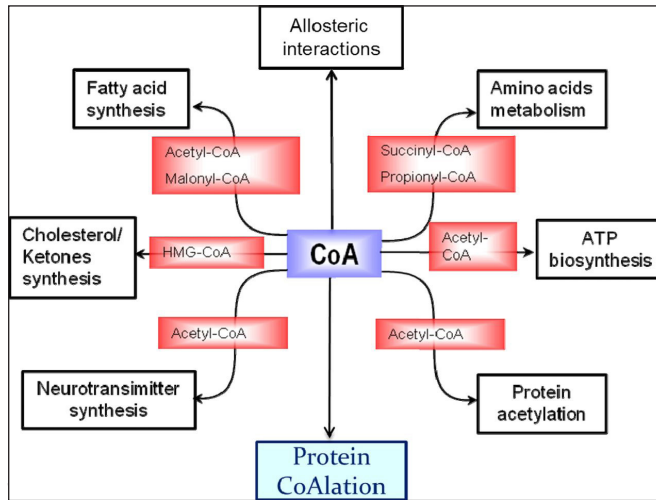 Allosteric
interactions
Fatty acid
synthesis
Amino acids
metabolism
Acetyl-CoA
Malonyl-CoA
Succinyl-CoA
Propionyl-CoA
Cholesterol/
Ketones
synthesis
HMG-CoA
CoA
Acetyl-
CoA
ATP
biosynthesis
Acetyl-CoA
Acetyl-CoA
Neurotransimitter
synthesis
Protein
acetylation
Protein
CoAlation